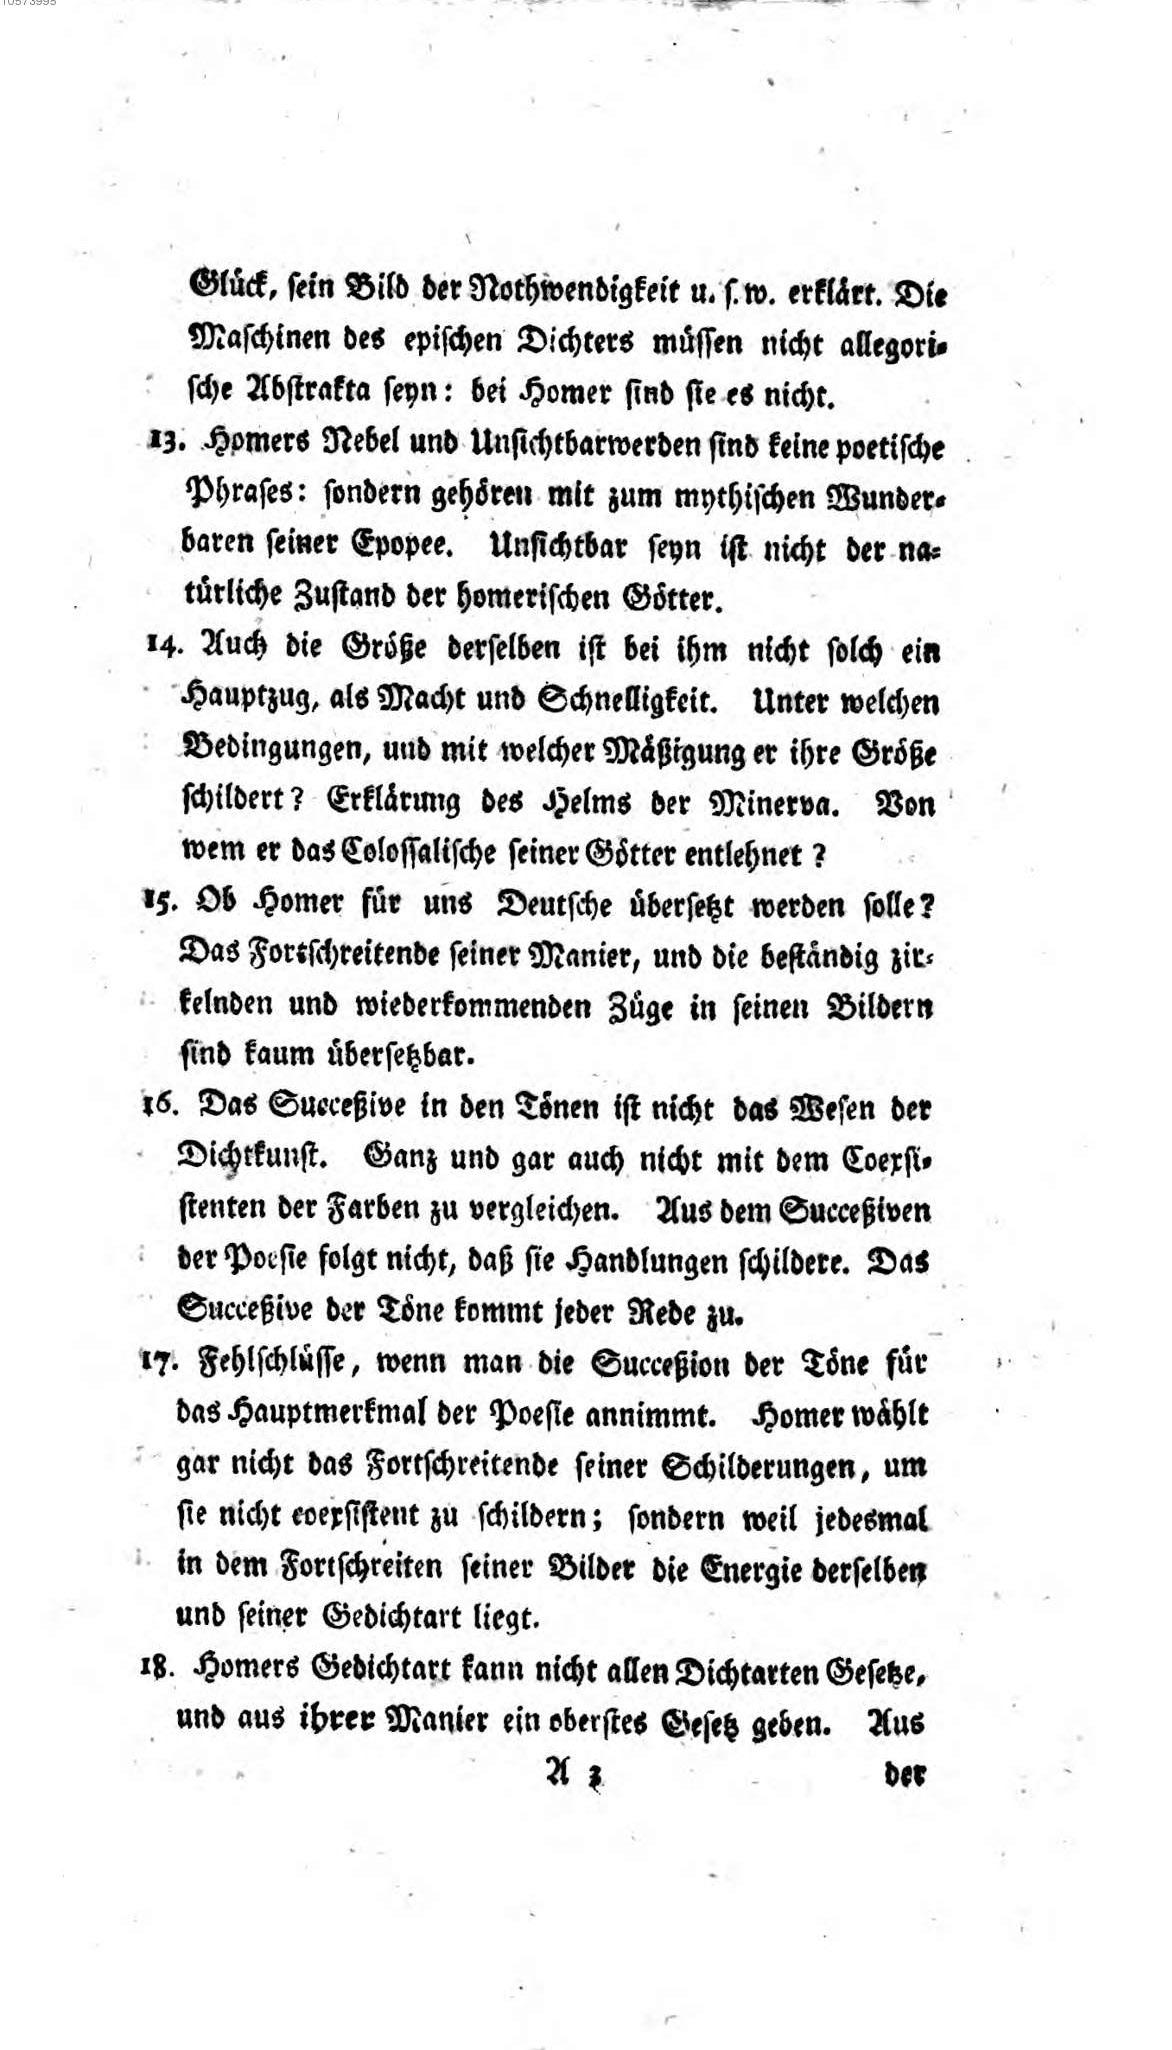 10573995
Glück, sein Bild der Nothwendigkeit u. s. w. erklärt. Die
Maschinen des epischen Dichters müssen nicht allegori-
sche Abstrakta seyn: bei Homer sind sie es nicht.
13. Homers Nebel und Unsichtbarwerden sind keine poetische
Phrases: sondern gehören mit zum mythischen Wunder-
baren seiner Epopee. Unsichtbar seyn ist nicht der na-
türliche Zustand der homerischen Götter.
14. Auch die Größe derselben ist bei ihm nicht solch ein
Hauptzug, als Macht und Schnelligkeit. Unter welchen
Bedingungen, und mit welcher Mäßigung er ihre Größe
schildert? Erklärung des Helms der Minerva. Von
wem er das Colossalische seiner Götter entlehnet?
15. Ob Homer für uns Deutsche übersetzt werden solle?
Das Fortschreitende seiner Manier, und die beständig zir-
kelnden und wiederkommenden Züge in seinen Bildern
sind kaum übersetzbar.
16. Das Succeßive in den Tönen ist nicht das Wesen der
Dichtkunst. Ganz und gar auch nicht mit dem Coexsi-
stenten der Farben zu vergleichen. Aus dem Succeßiven
der Poesie folgt nicht, daß sie Handlungen schildere. Das
Succeßive der Töne kommt jeder Rede zu.
17. Fehlschlüsse, wenn man die Succeßion der Töne für
das Hauptmerkmal der Poesie annimmt. Homer wählt
gar nicht das Fortschreitende seiner Schilderungen, um
sie nicht coexsistent zu schildern; sondern weil jedesmal
in dem Fortschreiten seiner Bilder die Energie derselben
und seiner Gedichtart liegt.
18. Homers Gedichtart kann nicht allen Dichtarten Gesetze,
und aus ihrer Manier ein oberstes Gesetz geben. Aus
A 3 der